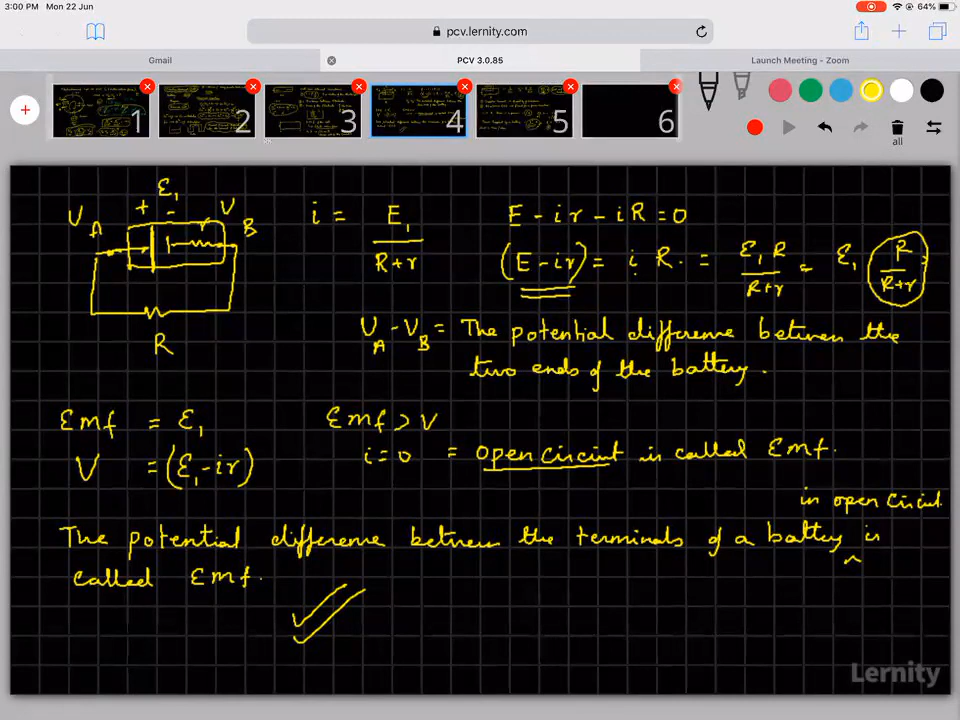 3:00 PM Mon 22 Jun
64%
pcv.lernity.com
Gmail
PCV 3.0.85
Launch Meeting - Zoom
1
2
3
4
5
6
all
ε₁
+ -
V A
r
V B
R
i = E₁ / R+r
E - ir - iR = 0
(E - ir) = i R. = ε₁ R / R+r = ε₁ R / R+r
V_A - V_B = The potential difference between the
two ends of the battery.
Emf = ε₁
Emf > V
V = (ε₁ - ir)
i = 0 = open circuit is called Emf.
in open circuit
The potential difference between the terminals of a battery ^ is
called Emf.
Lernity